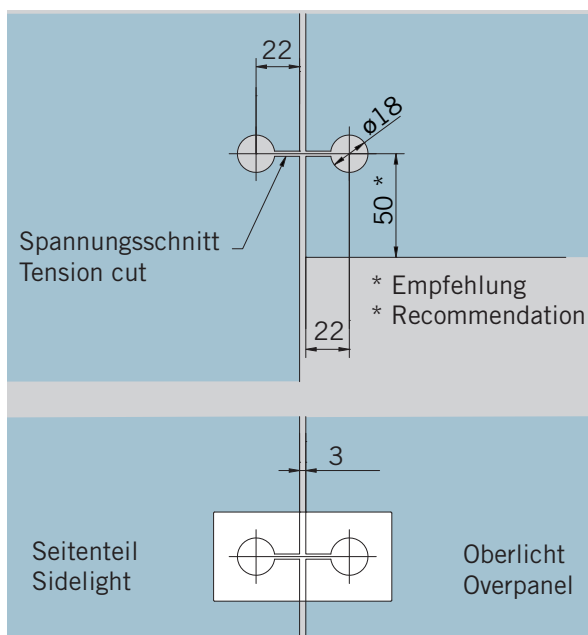 22
ø18
50 *
Spannungsschnitt
Tension cut
* Empfehlung
* Recommendation
22
3
Seitenteil
Sidelight
Oberlicht
Overpanel